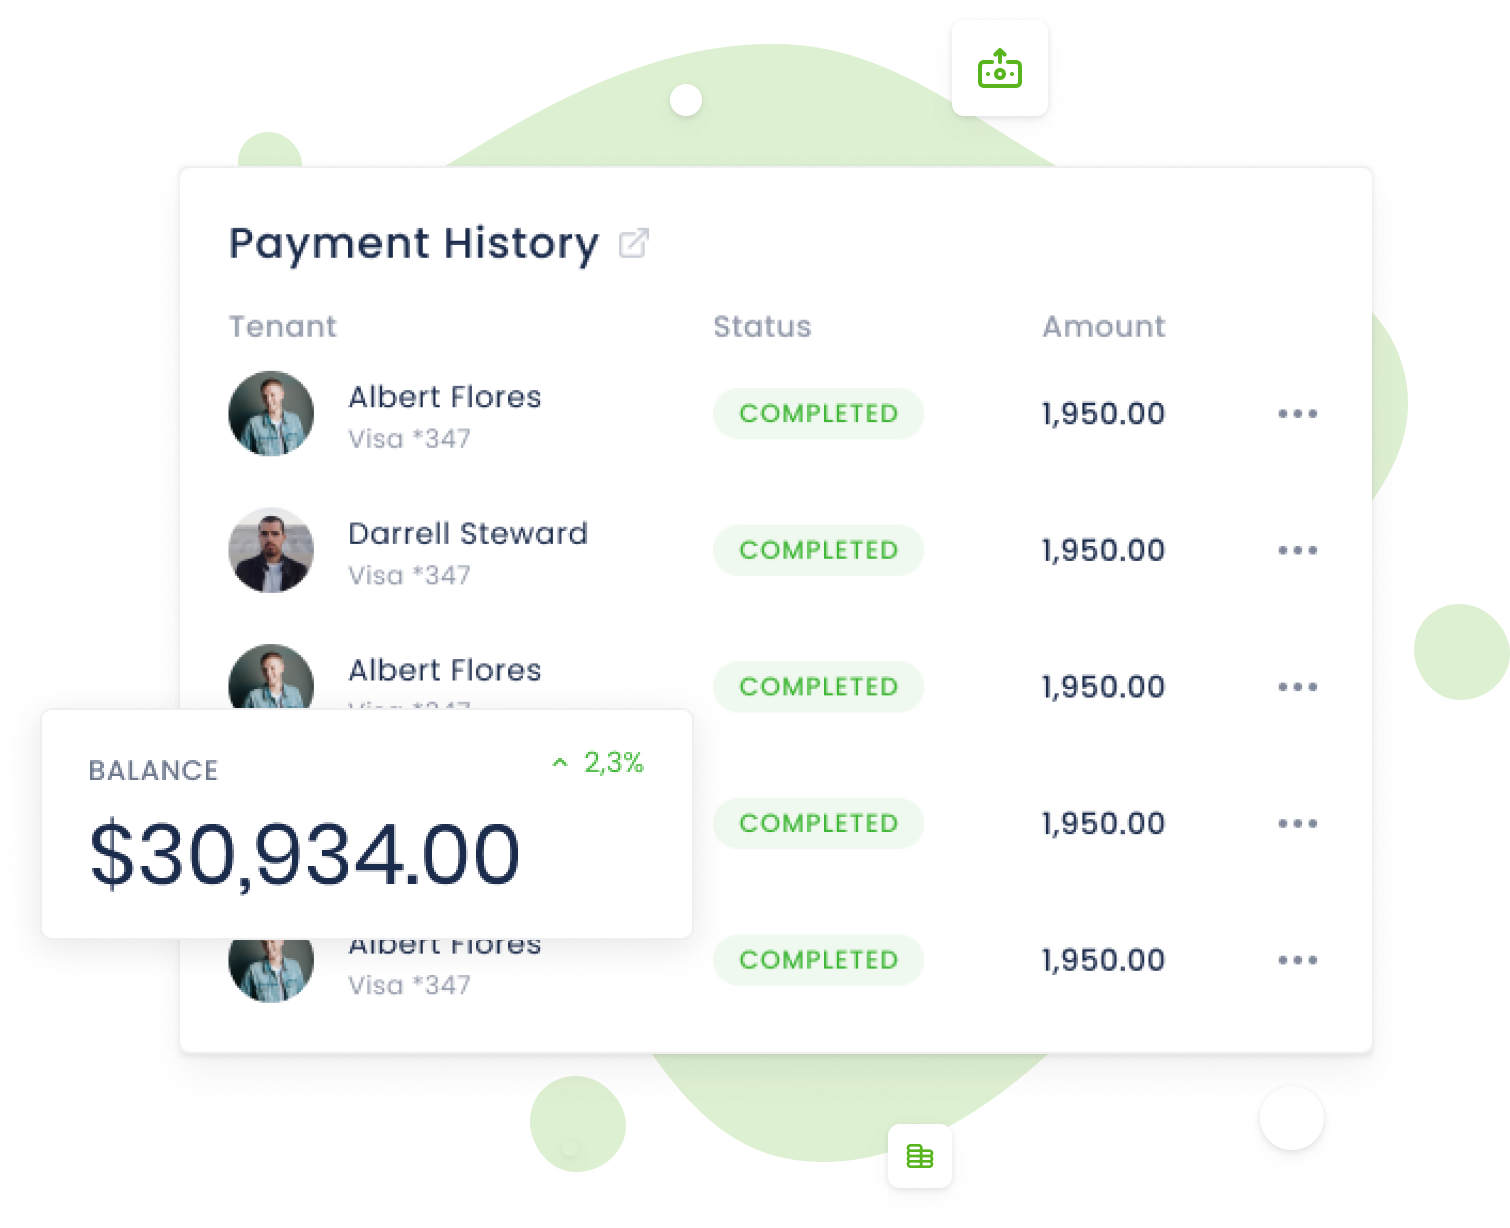 Payment History
Tenant Status Amount
Albert Flores
Visa *347
COMPLETED 1,950.00
Darrell Steward
Visa *347
COMPLETED 1,950.00
Albert Flores
Visa *347
COMPLETED 1,950.00
BALANCE
2,3%
$30,934.00
COMPLETED 1,950.00
Albert Flores
Visa *347
COMPLETED 1,950.00